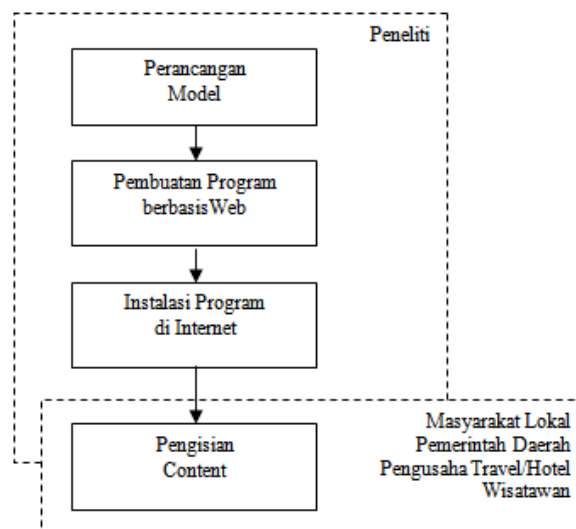 Peneliti
Perancangan
Model
Pembuatan Program
berbasisWeb
Instalasi Program
di Internet
Pengisian
Content
Masyarakat Lokal
Pemerintah Daerah
Pengusaha Travel/Hotel
Wisatawan